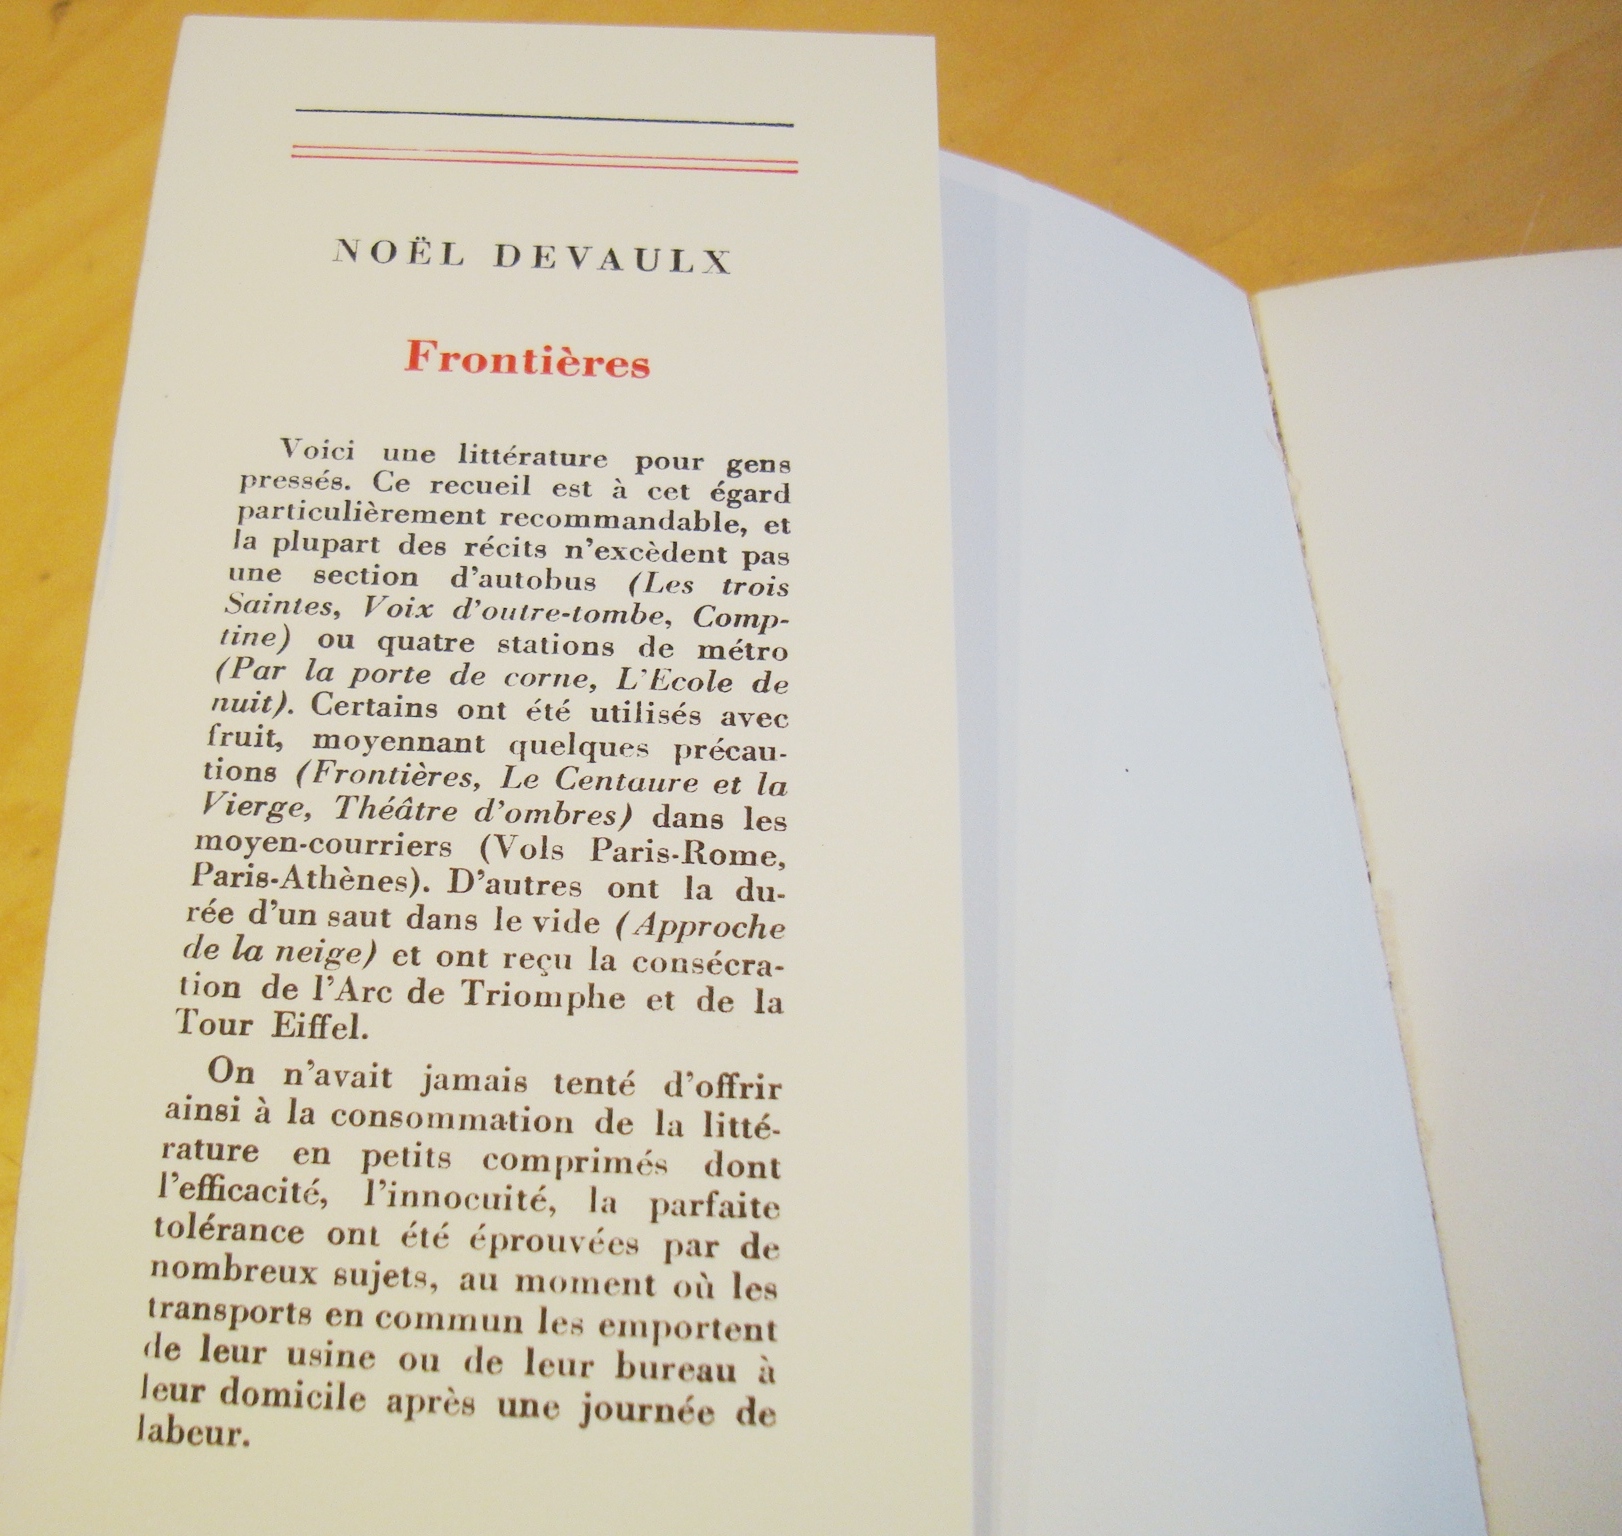 NOËL DEVAULX
Frontières
Voici une littérature pour gens
pressés. Ce recueil est à cet égard
particulièrement recommandable, et
la plupart des récits n'excèdent pas
une section d'autobus (Les trois
Saintes, Voix d'outre-tombe, Comp-
tine) ou quatre stations de métro
(Par la porte de corne, L'Ecole de
nuit). Certains ont été utilisés avec
fruit, moyennant quelques précau-
tions (Frontières, Le Centaure et la
Vierge, Théâtre d'ombres) dans les
moyen-courriers (Vols Paris-Rome,
Paris-Athènes). D'autres ont la du-
rée d'un saut dans le vide (Approche
de la neige) et ont reçu la consécra-
tion de l'Arc de Triomphe et de la
Tour Eiffel.
On n'avait jamais tenté d'offrir
ainsi à la consommation de la litté-
rature en petits comprimés dont
l'efficacité, l'innocuité, la parfaite
tolérance ont été éprouvées par de
nombreux sujets, au moment où les
transports en commun les emportent
de leur usine ou de leur bureau à
leur domicile après une journée de
labeur.